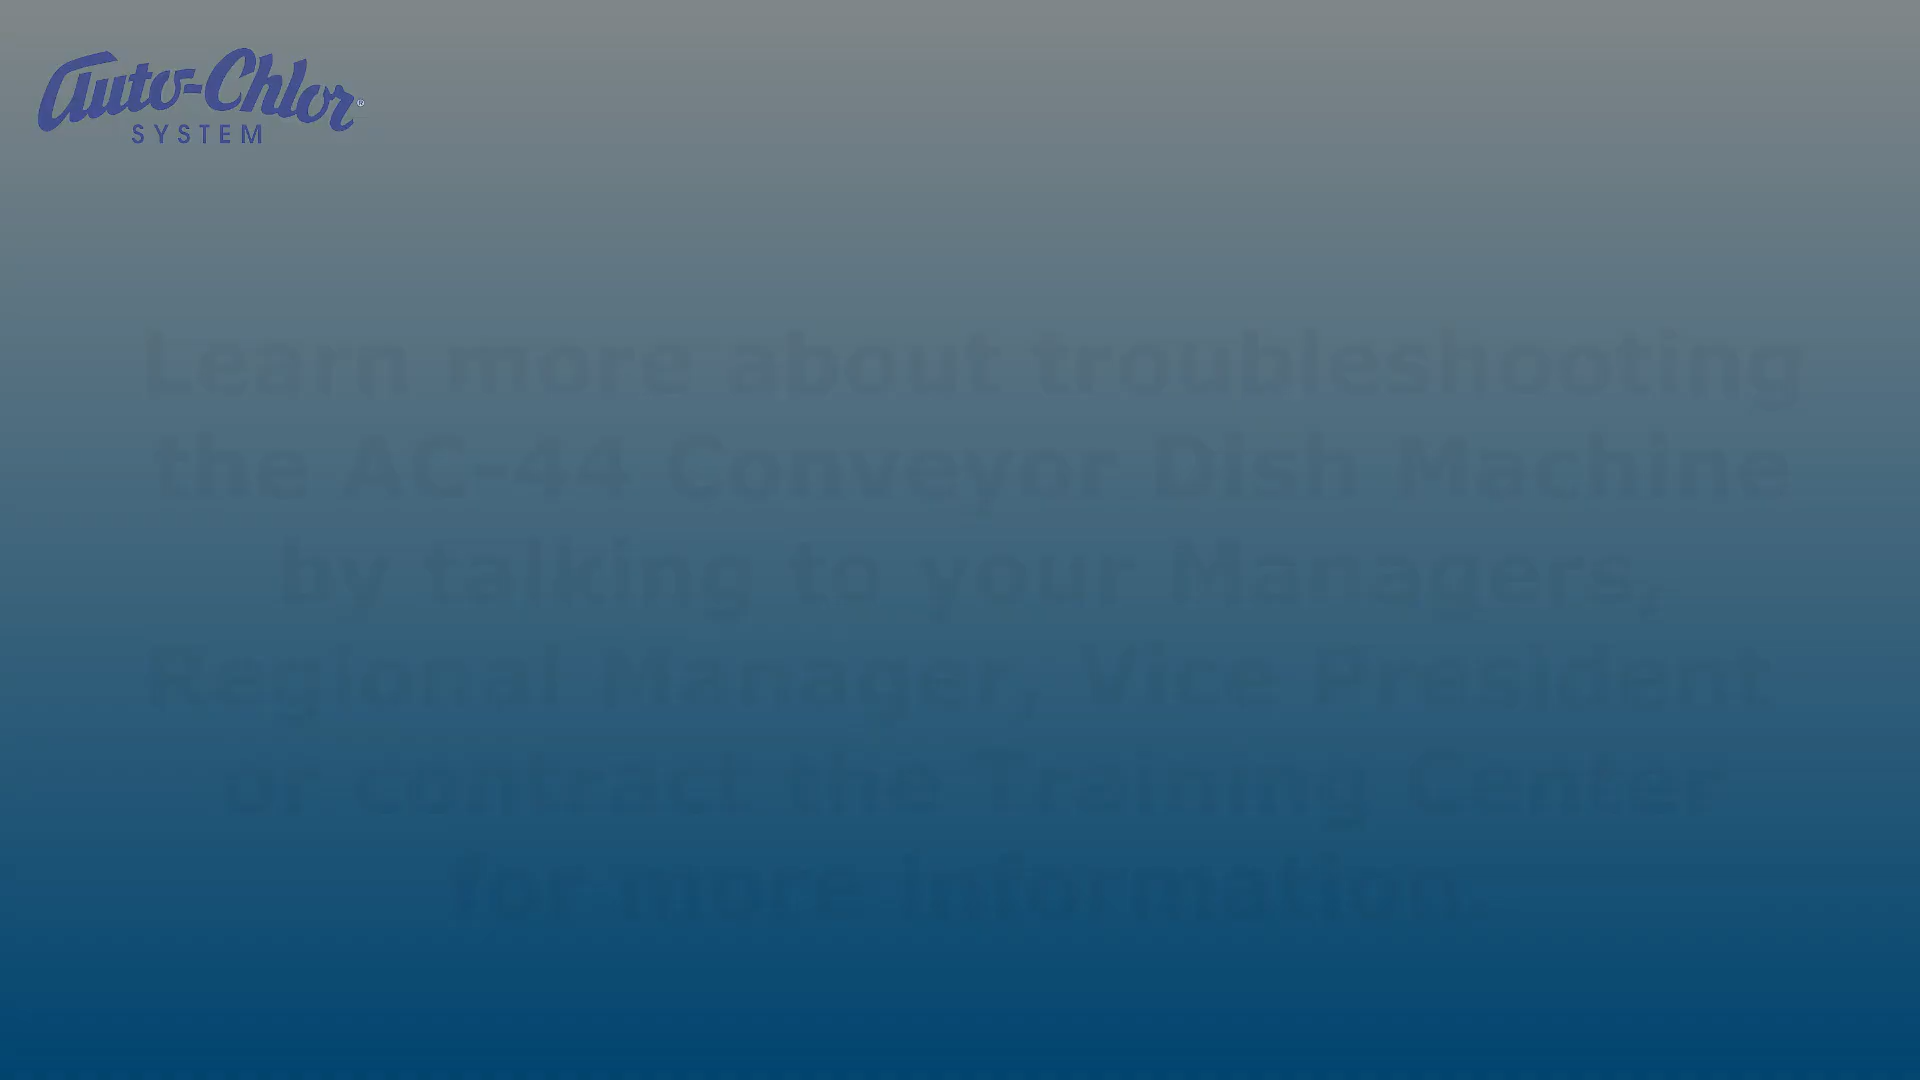 Auto-Chlor®
SYSTEM
Learn more about troubleshooting
the AC-44 Conveyor Dish Machine
by talking to your Managers,
Regional Manager, Vice President
or contract the Training Center
for more information.